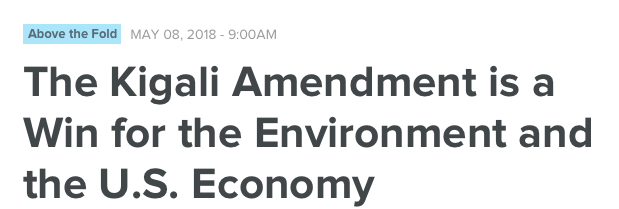 Above the Fold MAY 08, 2018 - 9:00AM
The Kigali Amendment is a
Win for the Environment and
the U.S. Economy